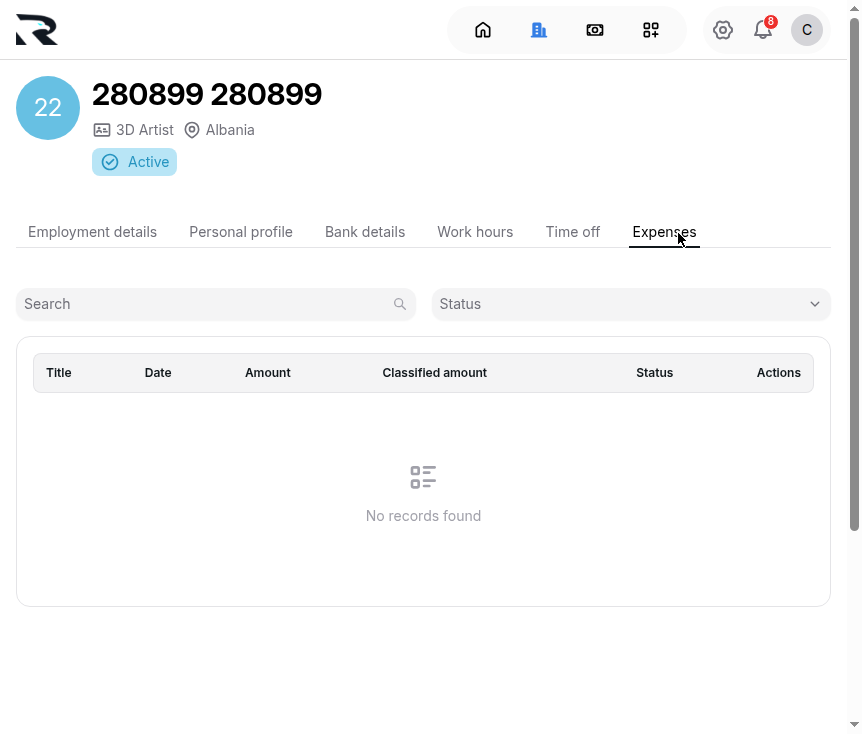 8
C
22
280899 280899
3D Artist Albania
Active
Employment details Personal profile Bank details Work hours Time off Expenses
Search Status
Title Date Amount Classified amount Status Actions
No records found